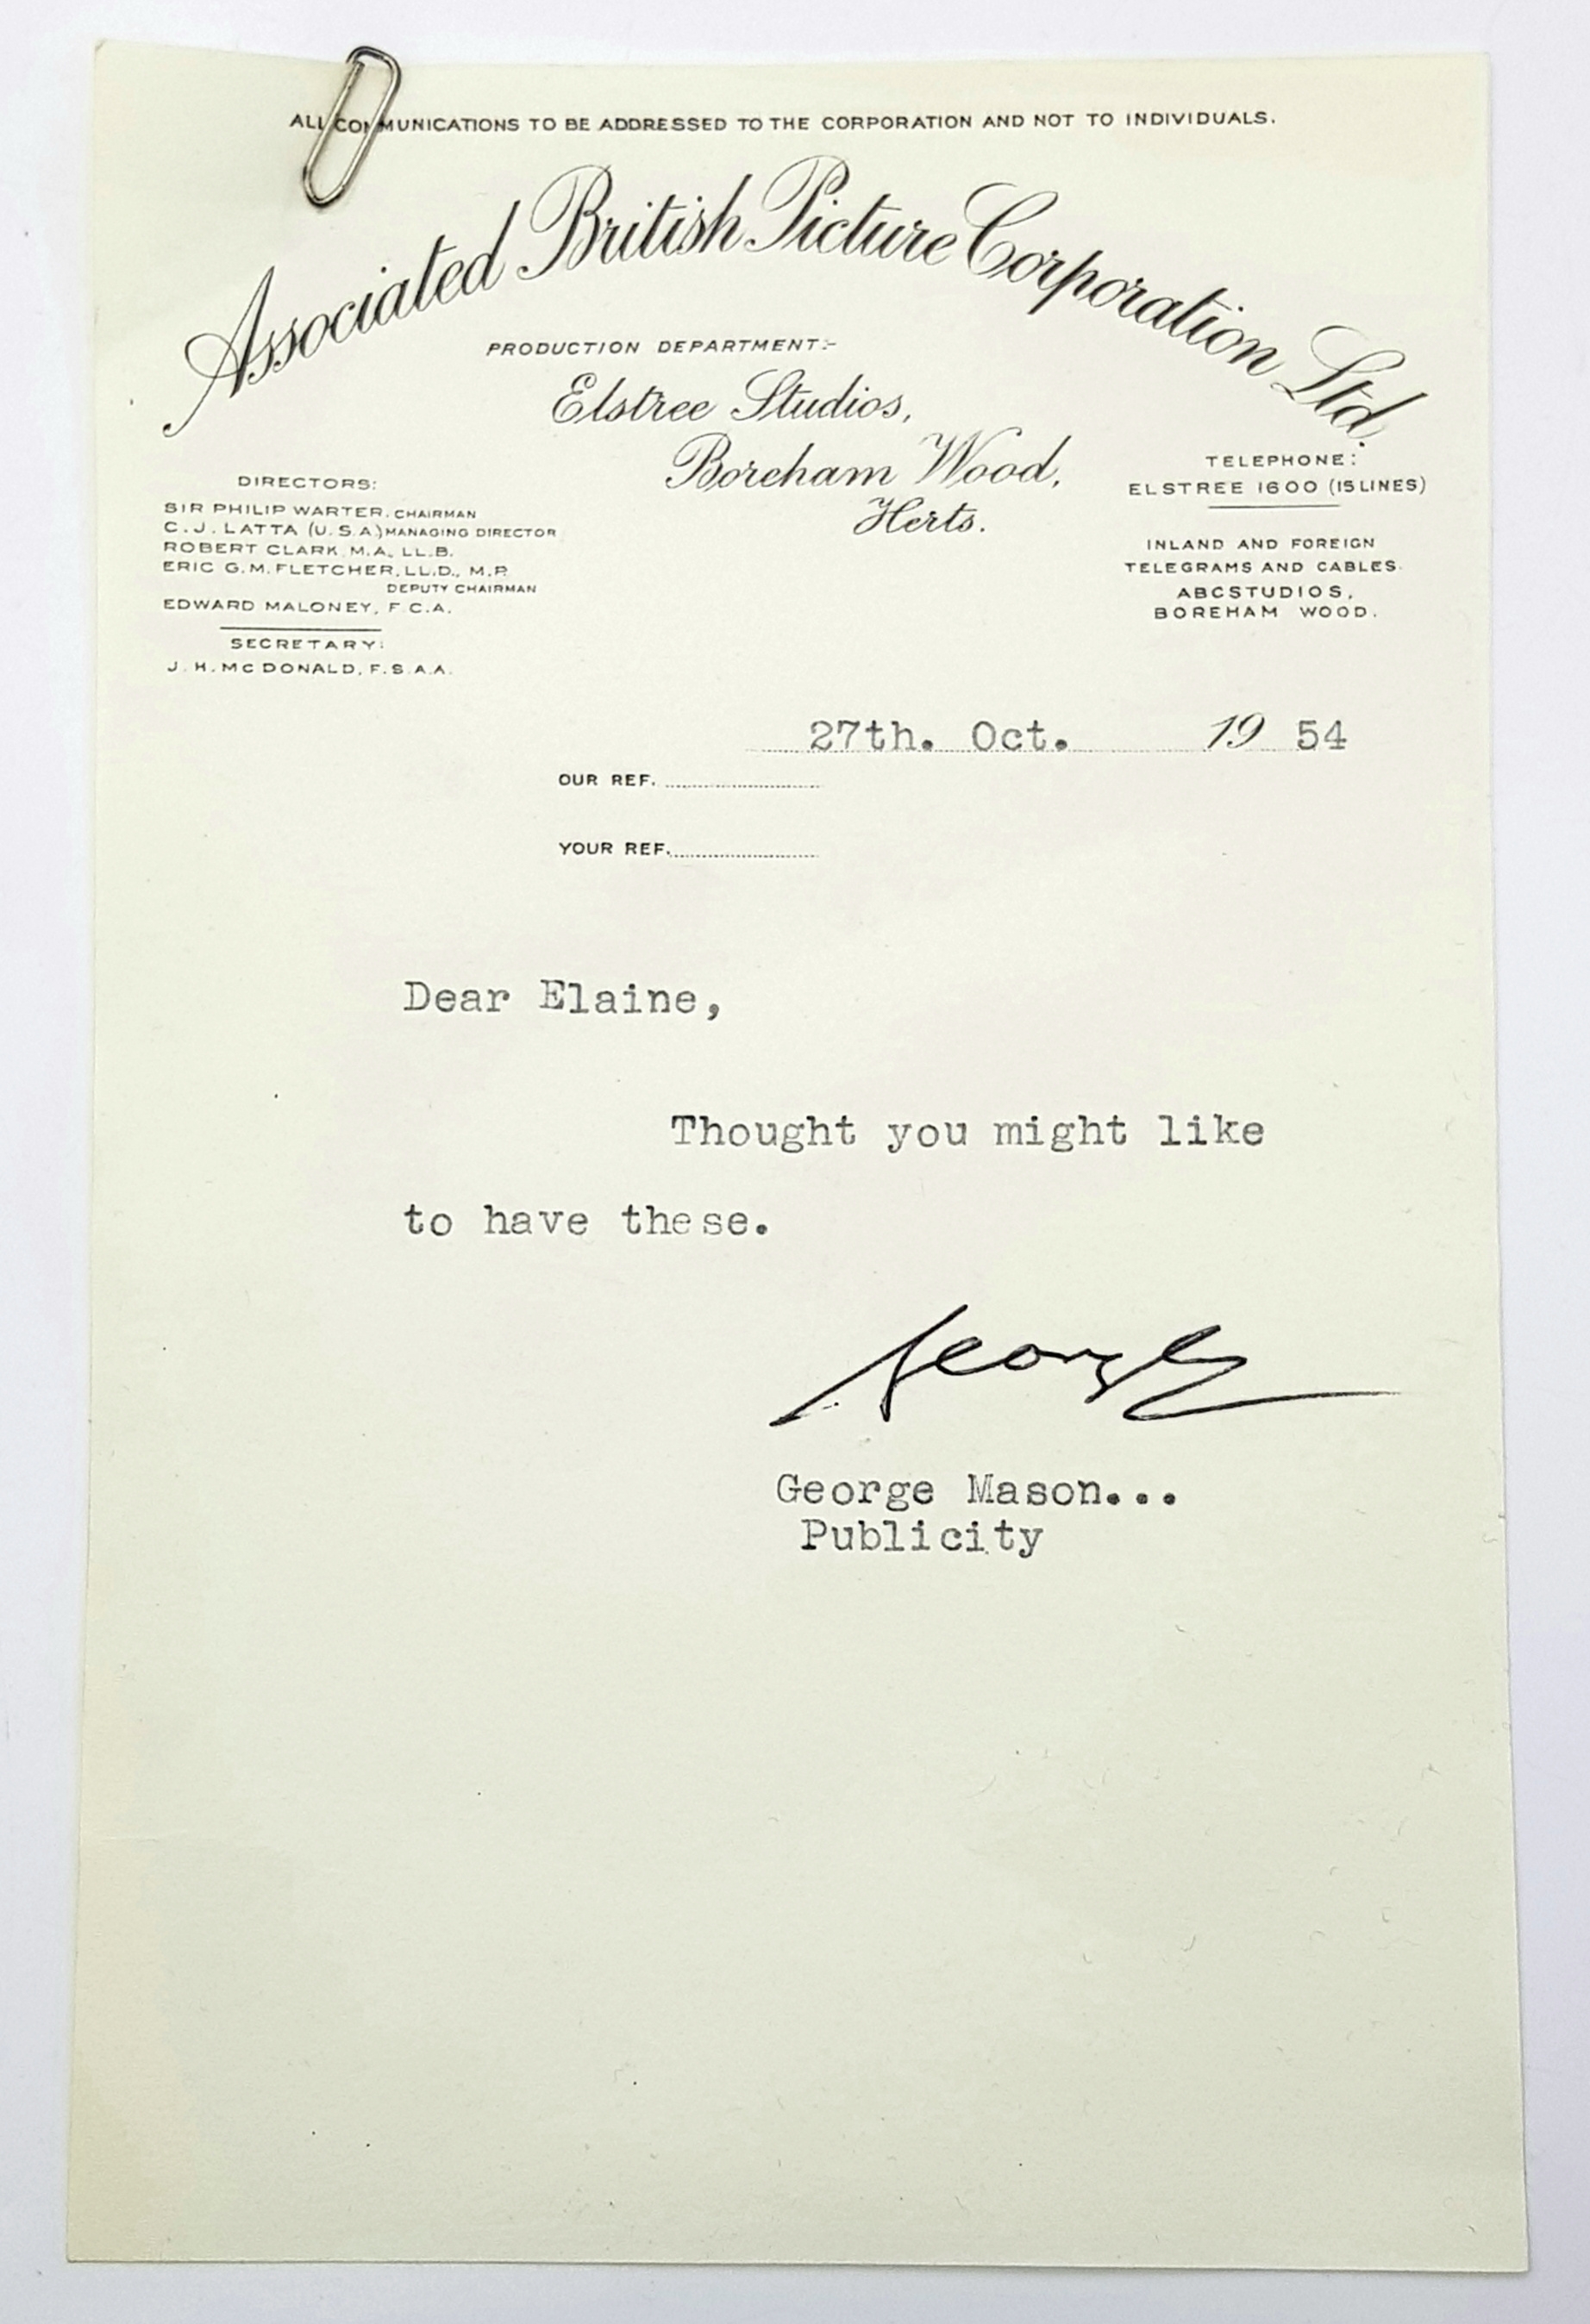 ALL COMMUNICATIONS TO BE ADDRESSED TO THE CORPORATION AND NOT TO INDIVIDUALS.
Associated British Picture Corporation Ltd.
PRODUCTION DEPARTMENT:-
Elstree Studios,
Boreham Wood,
Herts.
DIRECTORS:
SIR PHILIP WARTER. CHAIRMAN
C.J. LATTA (U.S.A.) MANAGING DIRECTOR
ROBERT CLARK, M.A., LL.B.
ERIC G.M. FLETCHER, LL.D., M.P.
DEPUTY CHAIRMAN
EDWARD MALONEY, F.C.A.
SECRETARY:
J.H. MCDONALD, F.S.A.A.
TELEPHONE:
ELSTREE 1600 (15 LINES)
INLAND AND FOREIGN
TELEGRAMS AND CABLES.
ABCSTUDIOS,
BOREHAM WOOD.
27th. Oct. 19 54
OUR REF.
YOUR REF.
Dear Elaine,
Thought you might like
to have these.
George
George Mason...
Publicity